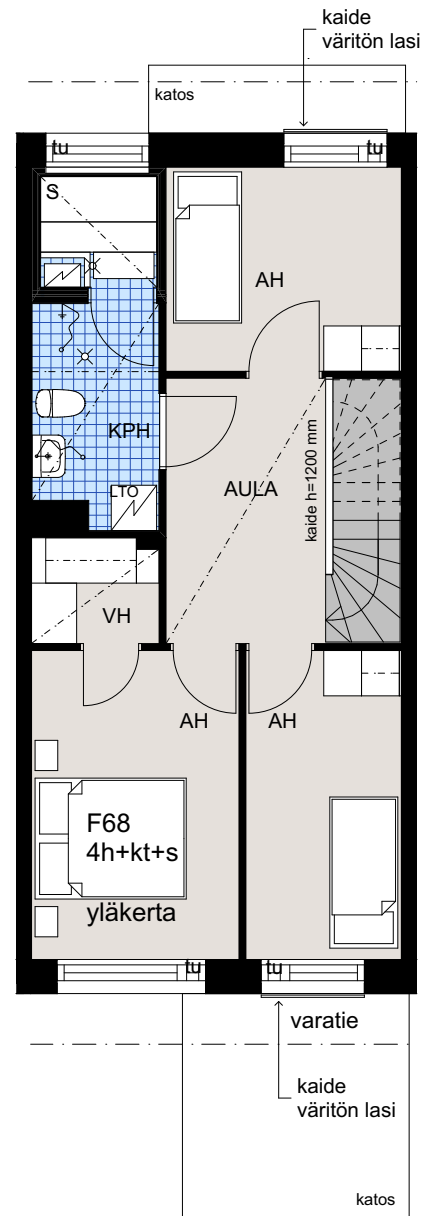 kaide
väritön lasi
katos
tu
tu
S
AH
KPH
kaide h=1200 mm
AULA
LTO
VH
AH
AH
F68
4h+kt+s
yläkerta
tu
tu
varatie
kaide
väritön lasi
katos